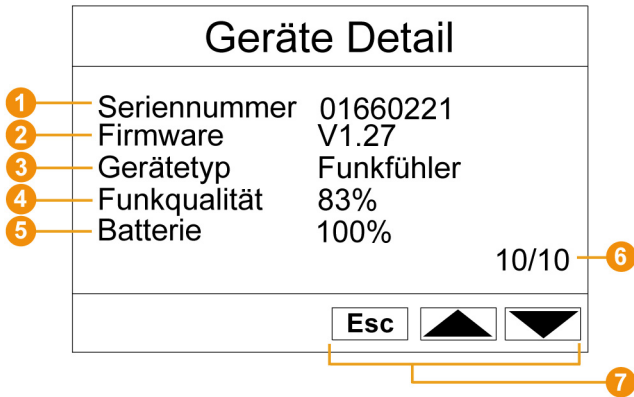 Geräte Detail
1 Seriennummer 01660221
2 Firmware V1.27
3 Gerätetyp Funkfühler
4 Funkqualität 83%
5 Batterie 100%
10/10 6
Esc
7